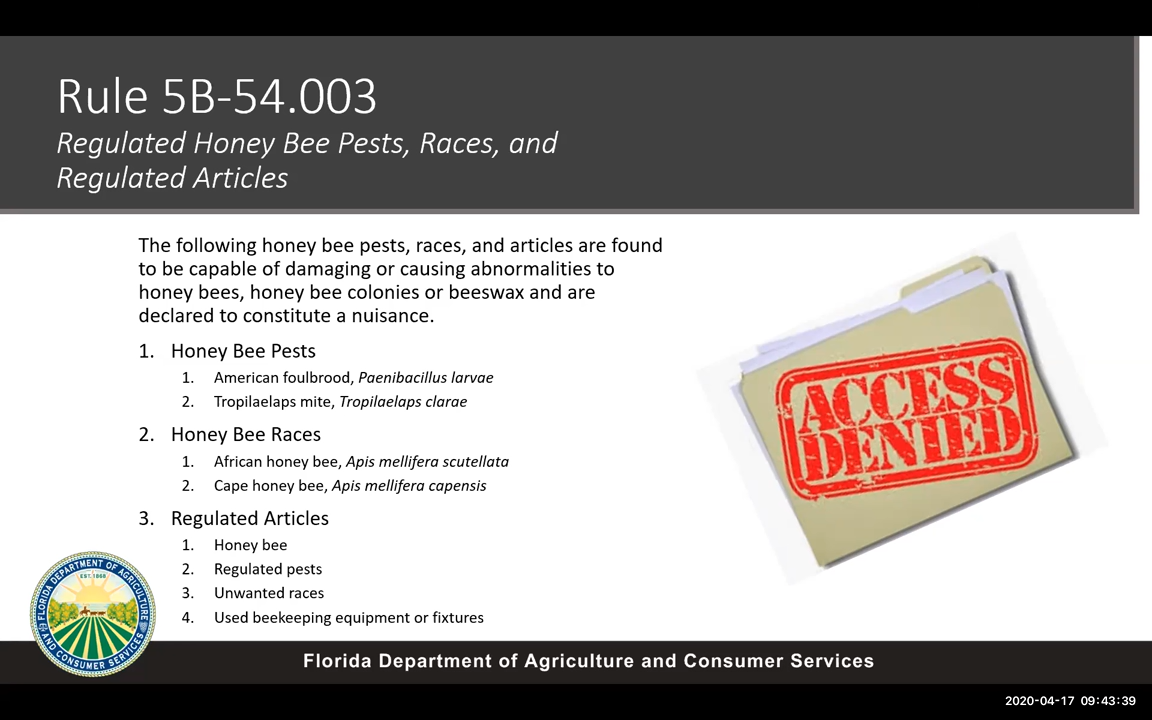 Rule 5B-54.003
Regulated Honey Bee Pests, Races, and
Regulated Articles
The following honey bee pests, races, and articles are found
to be capable of damaging or causing abnormalities to
honey bees, honey bee colonies or beeswax and are
declared to constitute a nuisance.
1. Honey Bee Pests
1. American foulbrood, Paenibacillus larvae
2. Tropilaelaps mite, Tropilaelaps clarae
2. Honey Bee Races
1. African honey bee, Apis mellifera scutellata
2. Cape honey bee, Apis mellifera capensis
3. Regulated Articles
1. Honey bee
2. Regulated pests
3. Unwanted races
4. Used beekeeping equipment or fixtures
ACCESS
DENIED
FLORIDA DEPARTMENT OF AGRICULTURE
EST. 1868
AND CONSUMER SERVICES
Florida Department of Agriculture and Consumer Services
2020-04-17 09:43:39